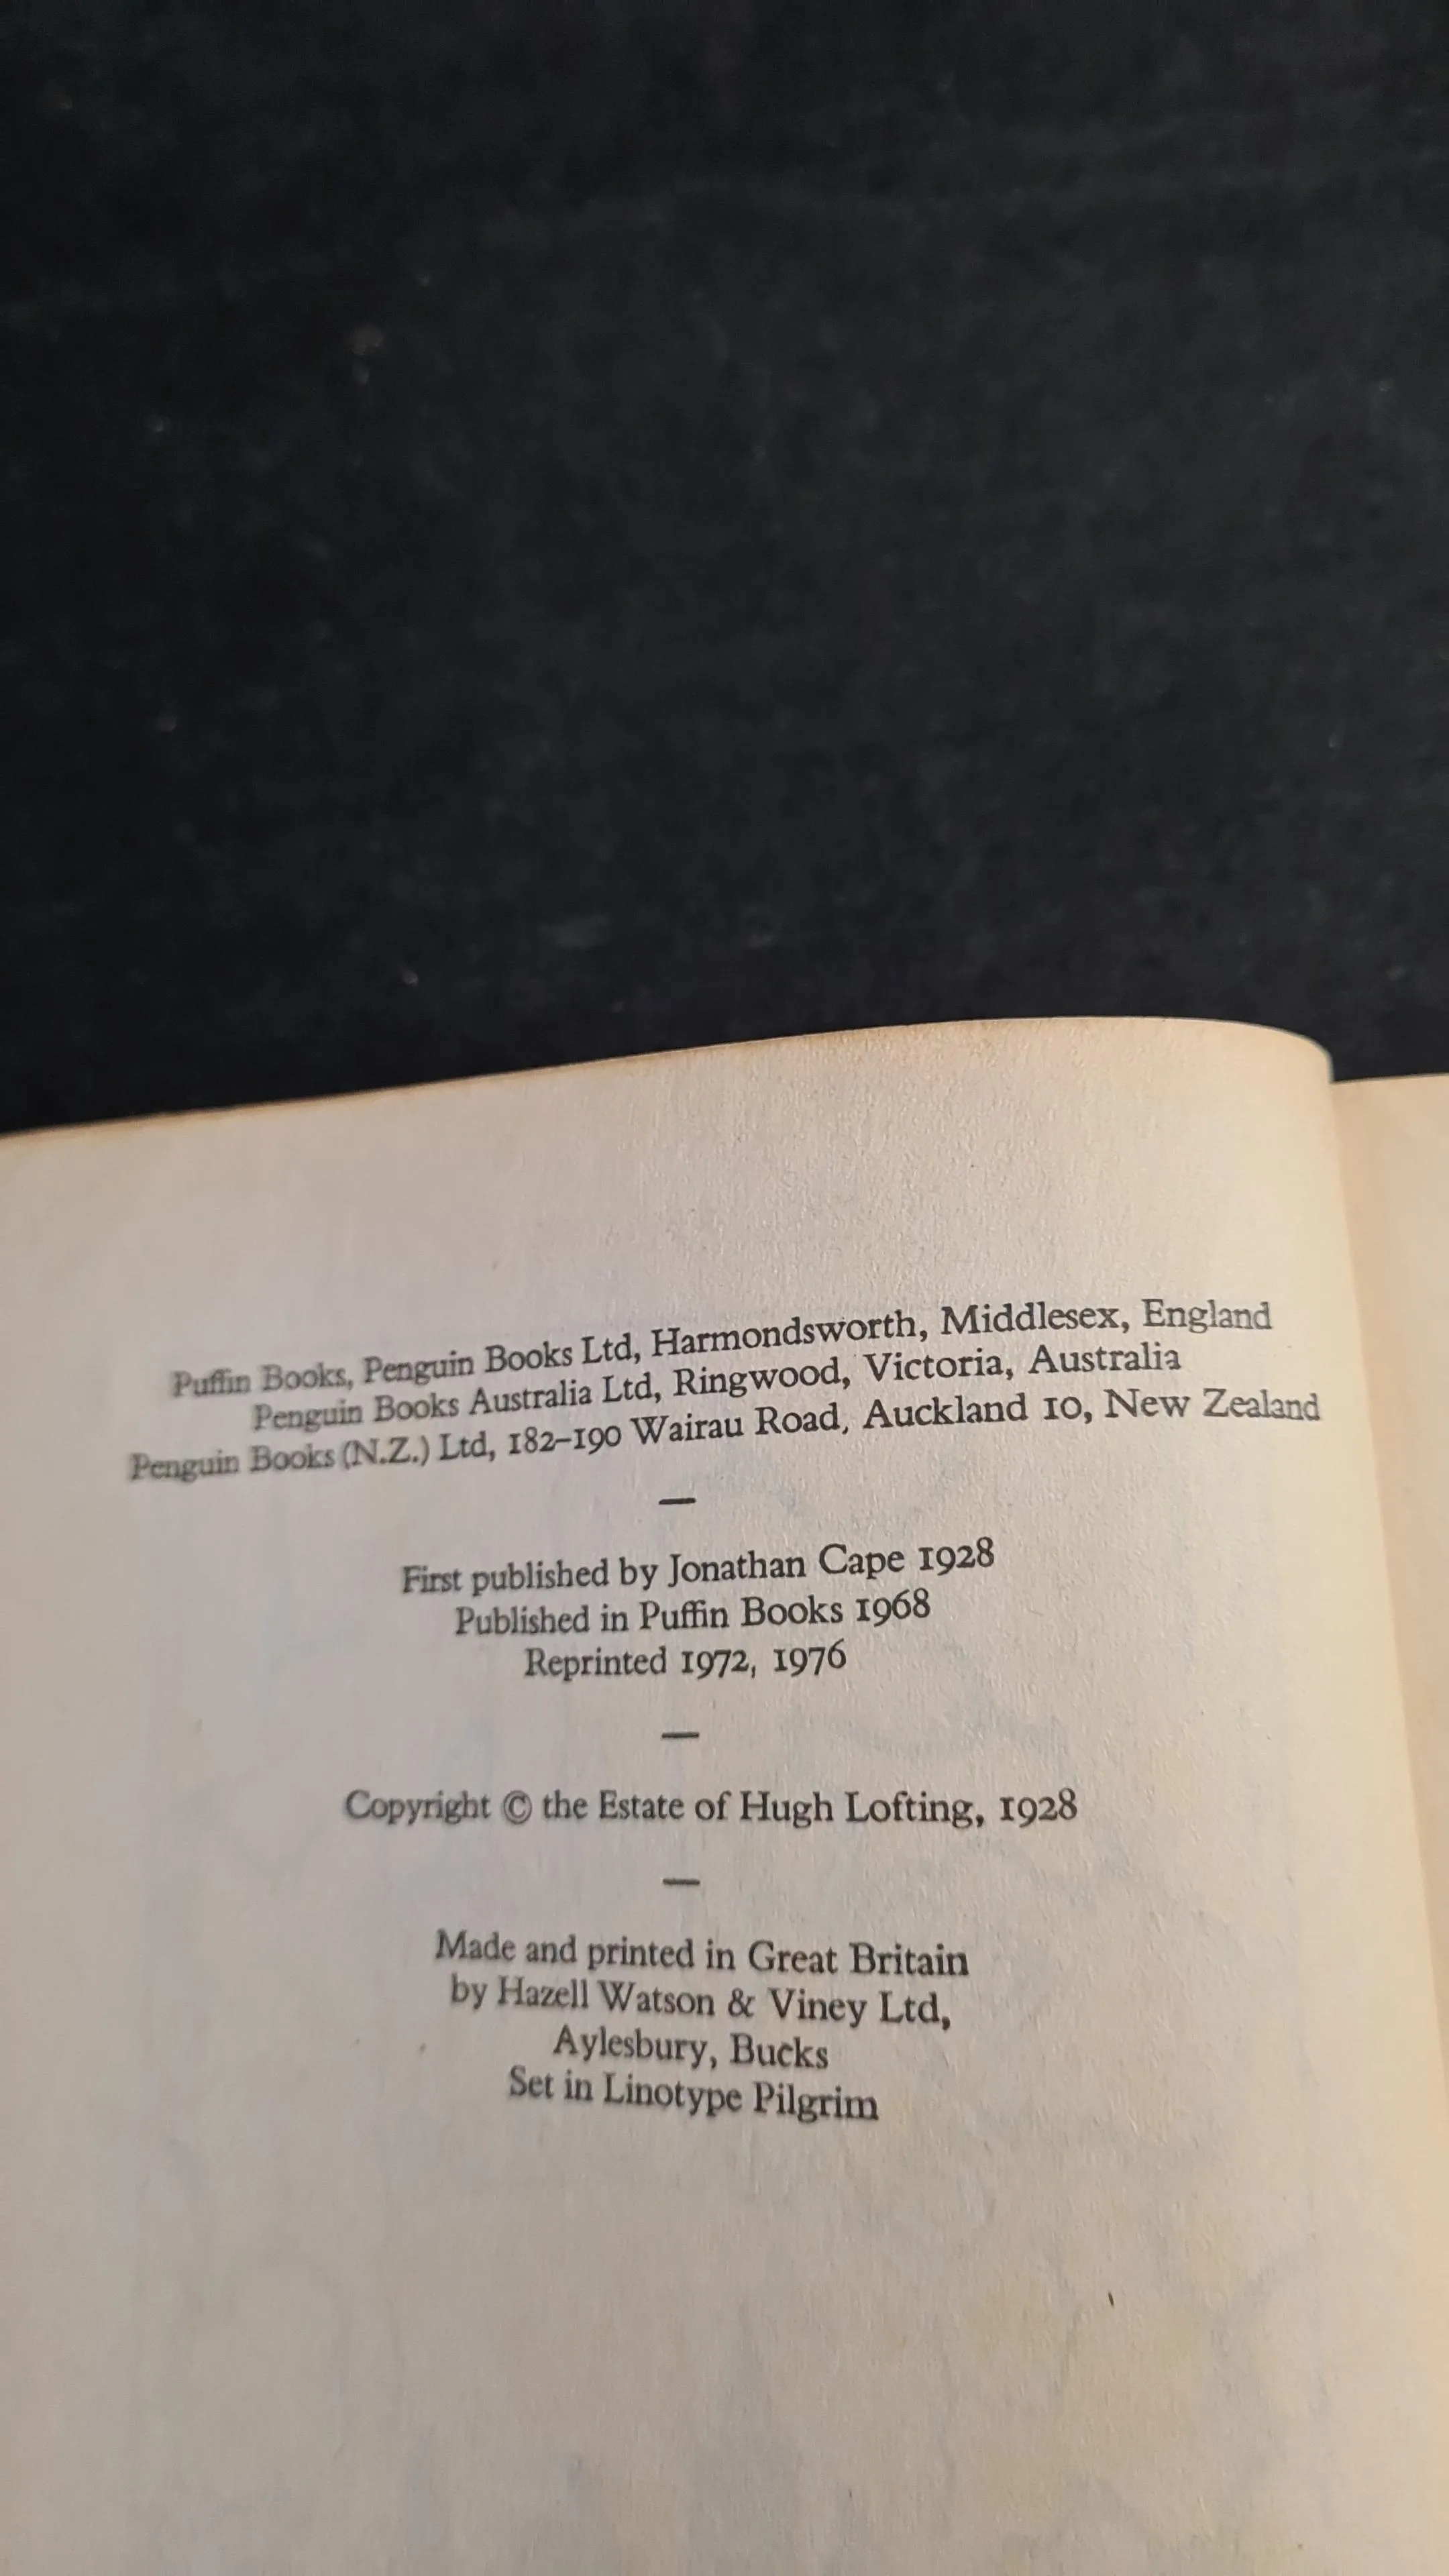 Puffin Books, Penguin Books Ltd, Harmondsworth, Middlesex, England
Penguin Books Australia Ltd, Ringwood, Victoria, Australia
Penguin Books (N.Z.) Ltd, 182–190 Wairau Road, Auckland 10, New Zealand
—
First published by Jonathan Cape 1928
Published in Puffin Books 1968
Reprinted 1972, 1976
—
Copyright © the Estate of Hugh Lofting, 1928
—
Made and printed in Great Britain
by Hazell Watson & Viney Ltd,
Aylesbury, Bucks
Set in Linotype Pilgrim